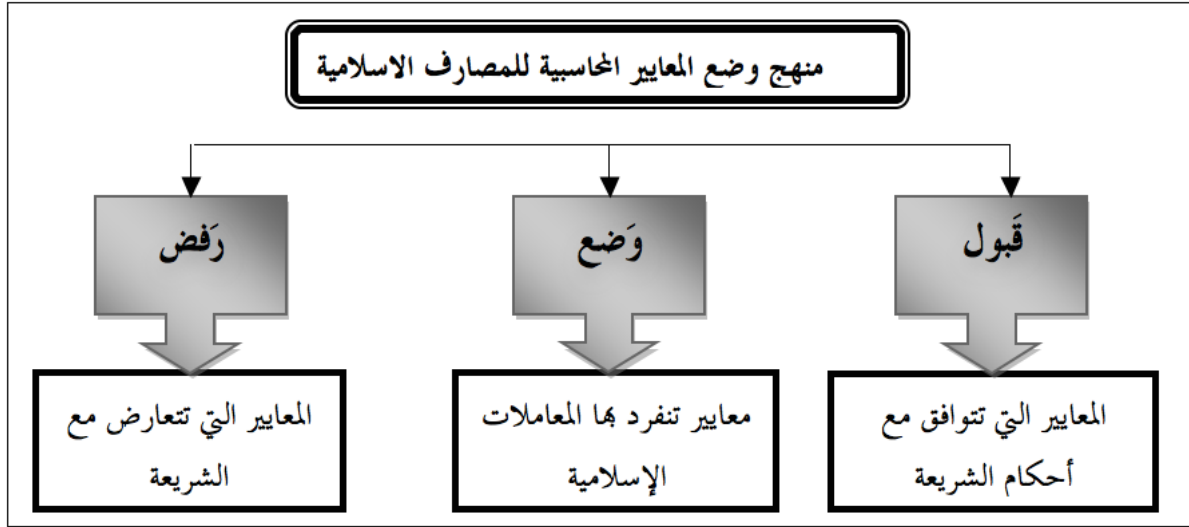 منهج وضع المعايير المحاسبية للمصارف الاسلامية
قَبول
وَضع
رَفض
المعايير التي تتوافق مع
أحكام الشريعة
معايير تنفرد بها المعاملات
الإسلامية
المعايير التي تتعارض مع
الشريعة